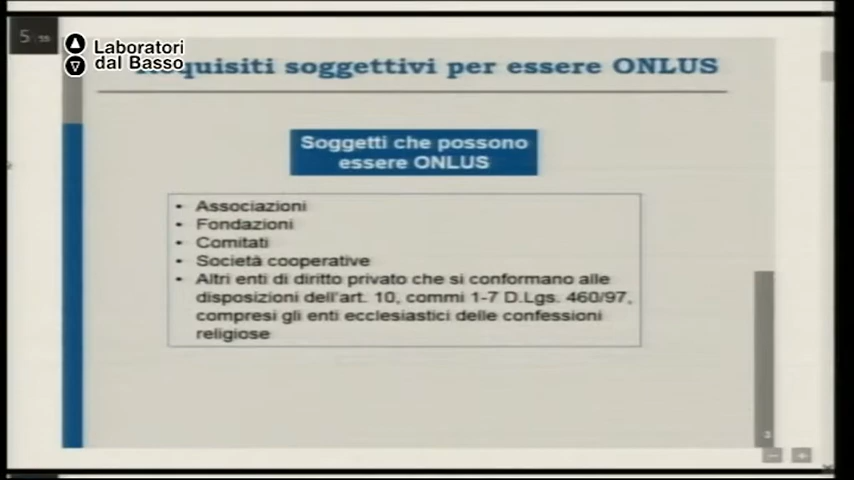 5
Laboratori
dal Basso
Requisiti soggettivi per essere ONLUS
Soggetti che possono
essere ONLUS
• Associazioni
• Fondazioni
• Comitati
• Società cooperative
• Altri enti di diritto privato che si conformano alle
disposizioni dell'art. 10, commi 1-7 D.Lgs. 460/97,
compresi gli enti ecclesiastici delle confessioni
religiose
3